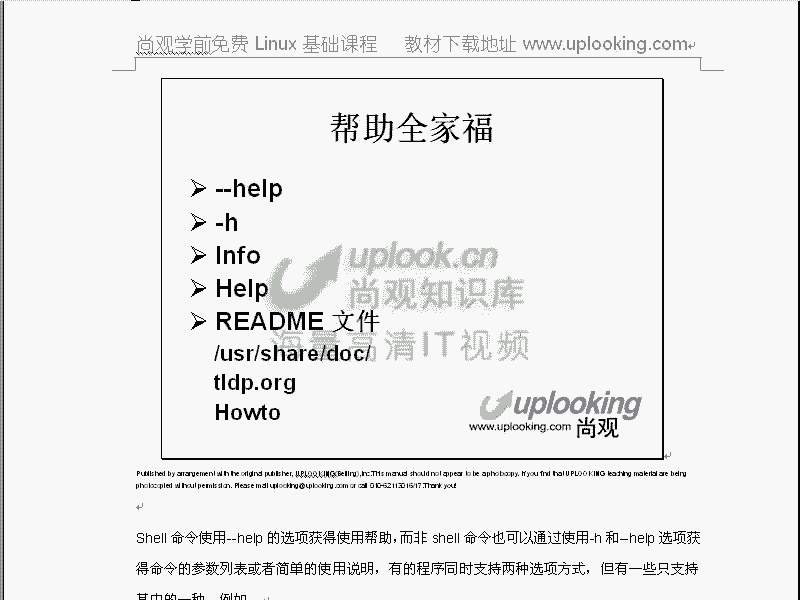 尚观学前免费 Linux 基础课程 教材下载地址 www.uplooking.com
帮助全家福
--help
-h
Info
Help
README 文件
/usr/share/doc/
tldp.org
Howto
uplook.cn
尚观知识库
海量高清IT视频
uplooking
www.uplooking.com 尚观
Published by arrangement with the original publisher, UPLOOKING(Beijing),Inc.This manual should not appear to be a photocopy. If you find that UPLOOKING teaching material are being
photocopied without permission. Please mail uplooking@uplooking.com or call Thank you!
Shell 命令使用--help 的选项获得使用帮助,而非 shell 命令也可以通过使用-h 和--help 选项获
得命令的参数列表或者简单的使用说明，有的程序同时支持两种选项方式，但有一些只支持
其中的一种，例如